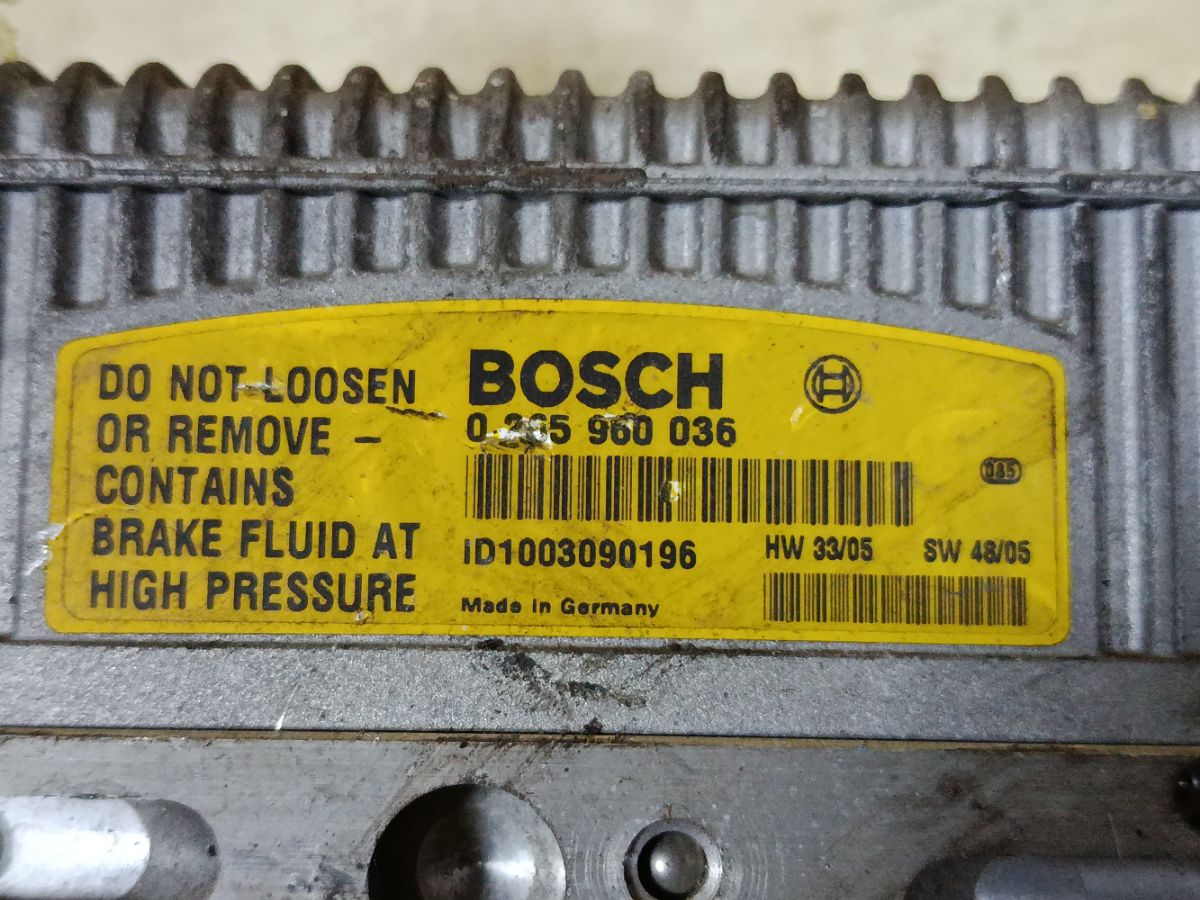 DO NOT LOOSEN
OR REMOVE –
CONTAINS
BRAKE FLUID AT
HIGH PRESSURE
BOSCH
0 265 960 036
085
ID1003090196
HW 33/05 SW 48/05
Made in Germany